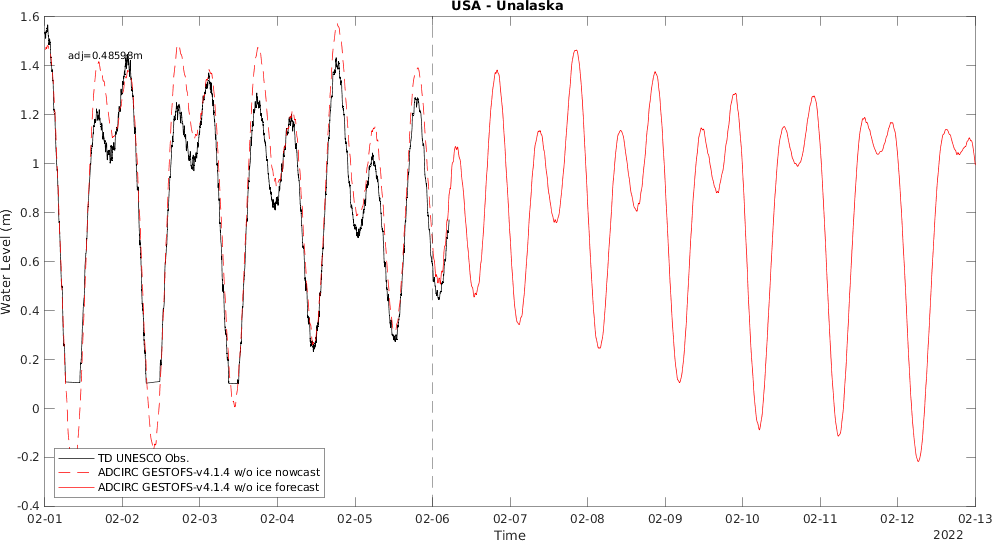 USA - Unalaska
adj=0.48598m
Water Level (m)
1.6
1.4
1.2
1
0.8
0.6
0.4
0.2
0
-0.2
-0.4
TD UNESCO Obs.
ADCIRC GESTOFS-v4.1.4 w/o ice nowcast
ADCIRC GESTOFS-v4.1.4 w/o ice forecast
02-01 02-02 02-03 02-04 02-05 02-06 02-07 02-08 02-09 02-10 02-11 02-12 02-13
Time
2022